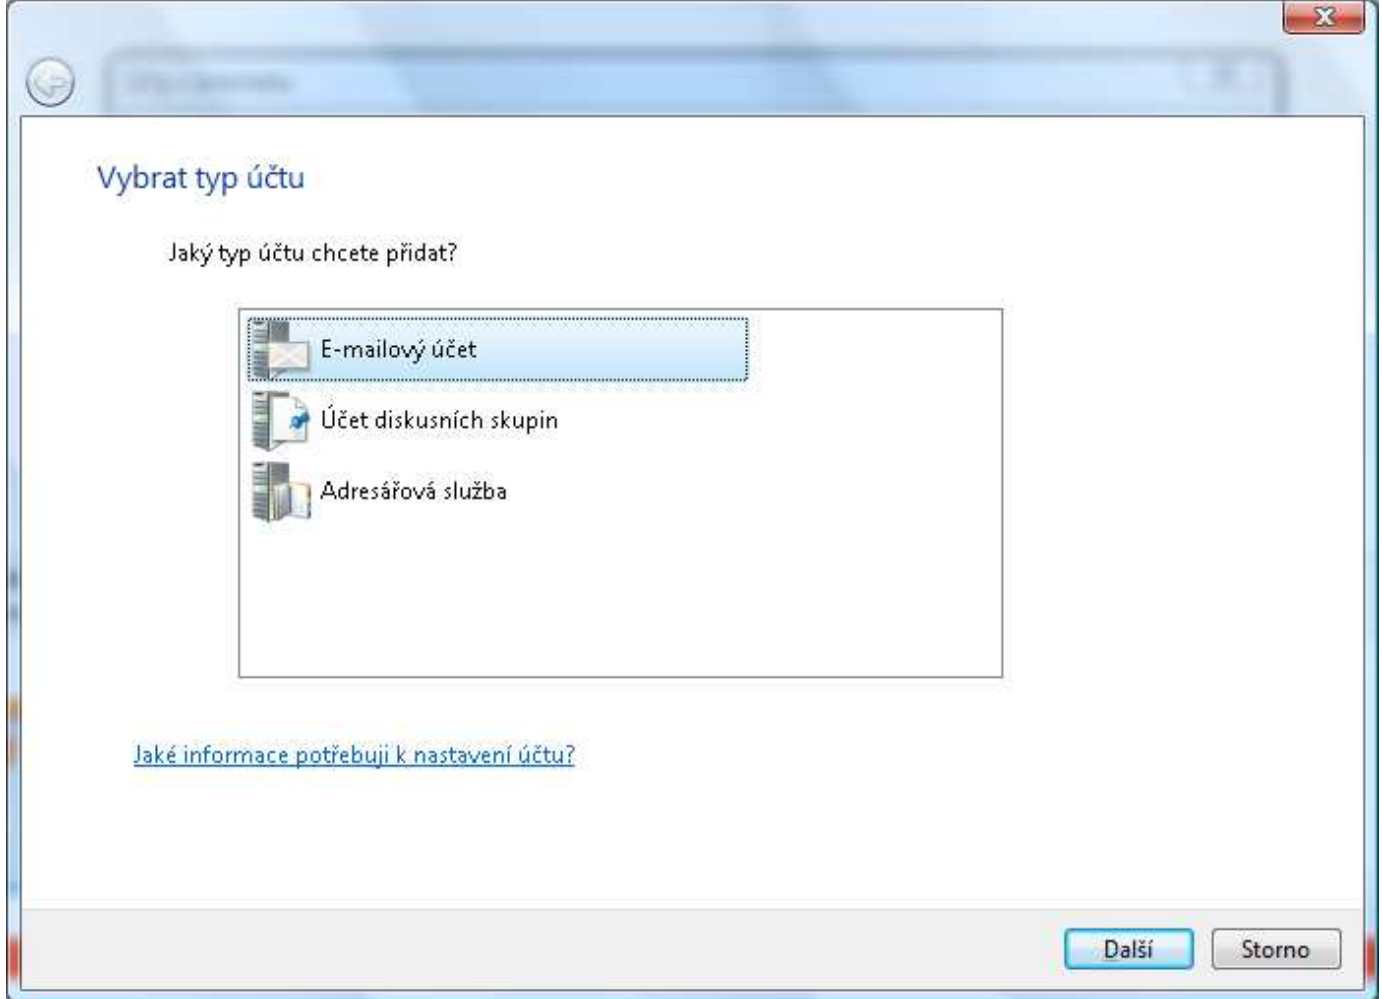 Vybrat typ účtu
Jaký typ účtu chcete přidat?
E-mailový účet
Účet diskusních skupin
Adresářová služba
Jaké informace potřebuji k nastavení účtu?
Další
Storno